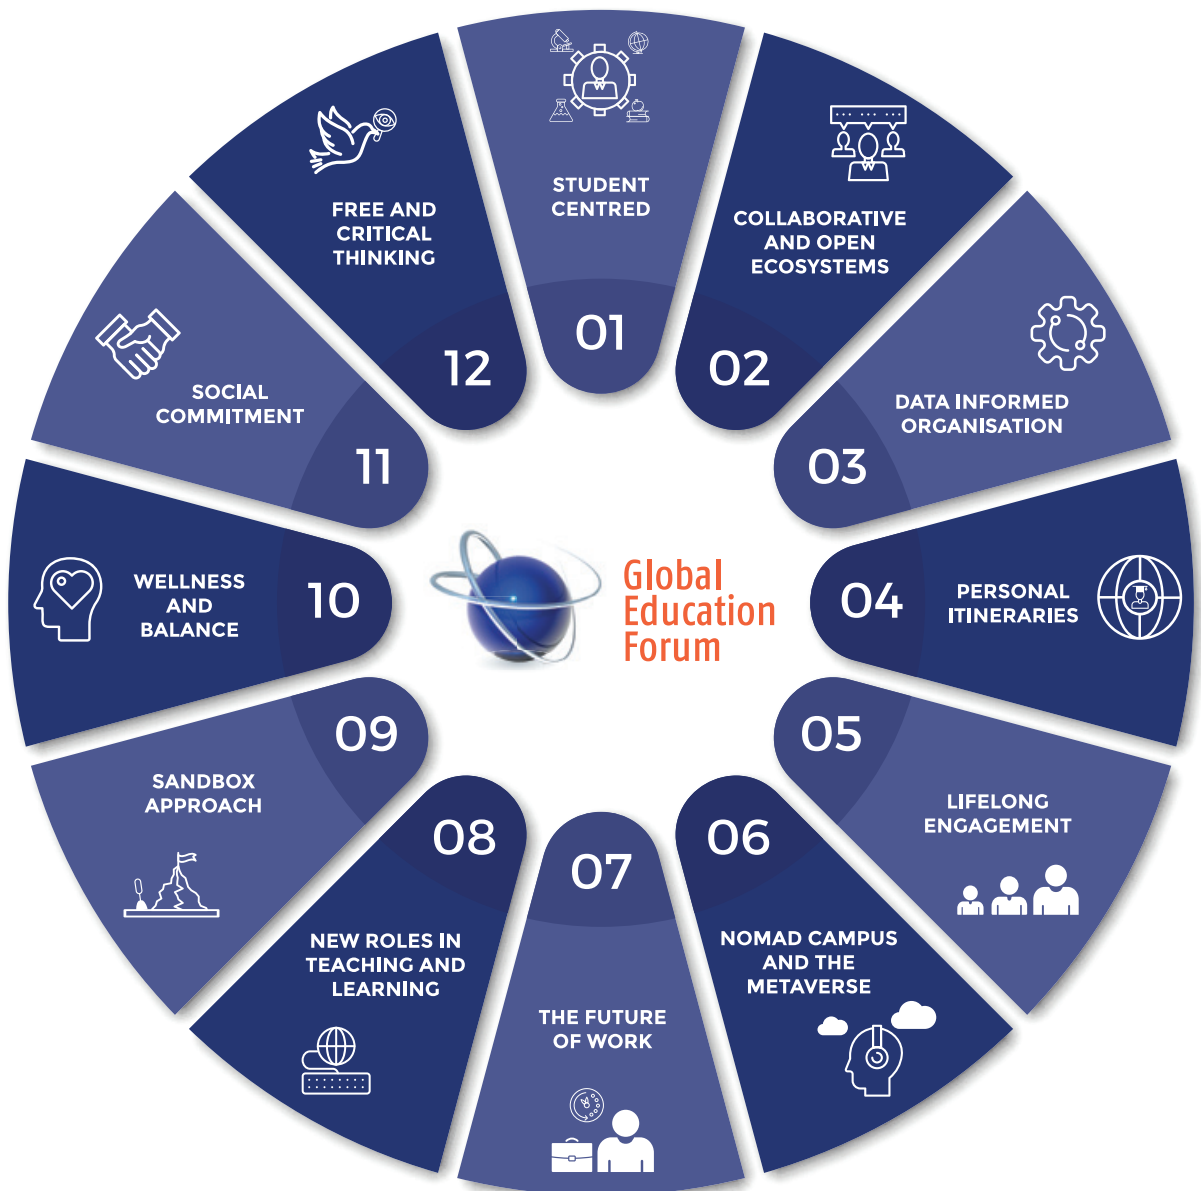 01
STUDENT
CENTRED
02
COLLABORATIVE
AND OPEN
ECOSYSTEMS
03
DATA INFORMED
ORGANISATION
04
PERSONAL
ITINERARIES
05
LIFELONG
ENGAGEMENT
06
NOMAD CAMPUS
AND THE
METAVERSE
07
THE FUTURE
OF WORK
08
NEW ROLES IN
TEACHING AND
LEARNING
09
SANDBOX
APPROACH
10
WELLNESS
AND
BALANCE
11
SOCIAL
COMMITMENT
12
FREE AND
CRITICAL
THINKING
Global
Education
Forum